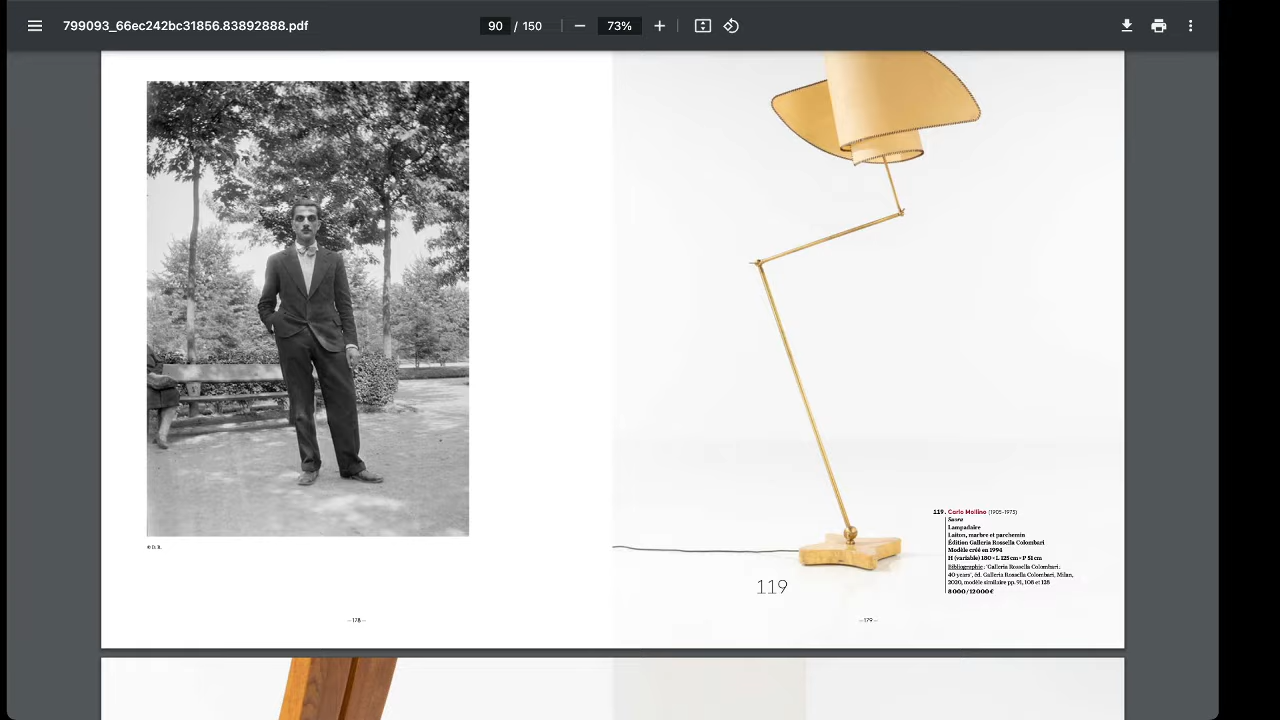 799093_66ec242bc31856.83892888.pdf
90 / 150
73%
© D. R.
– 178 –
119
119. Carlo Mollino (1905-1973)
Suora
Lampadaire
Laiton, marbre et parchemin
Édition Galleria Rossella Colombari
Modèle créé en 1994
H (variable) 180 × L 125 cm × P 51 cm
Bibliographie : 'Galleria Rossella Colombari :
40 years', éd. Galleria Rossella Colombari, Milan,
2020, modèle similaire pp. 91, 108 et 128
8 000 / 12 000 €
– 179 –